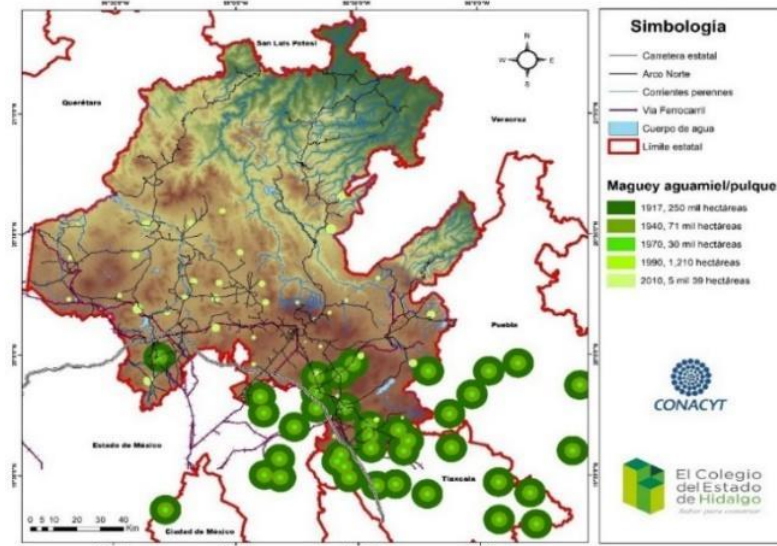 San Luis Potosí
Querétaro
Veracruz
Puebla
Estado de México
Tlaxcala
Ciudad de México
N
W
E
S
0 5 10 20 30 40
Km
Simbología
Carretera estatal
Arco Norte
Corrientes perennes
Via Ferrocarril
Cuerpo de agua
Límite estatal
Maguey aguamiel/pulque
1917, 250 mil hectáreas
1940, 71 mil hectáreas
1970, 30 mil hectáreas
1990, 1,210 hectáreas
2010, 5 mil 39 hectáreas
CONACYT
El Colegio
del Estado
de Hidalgo